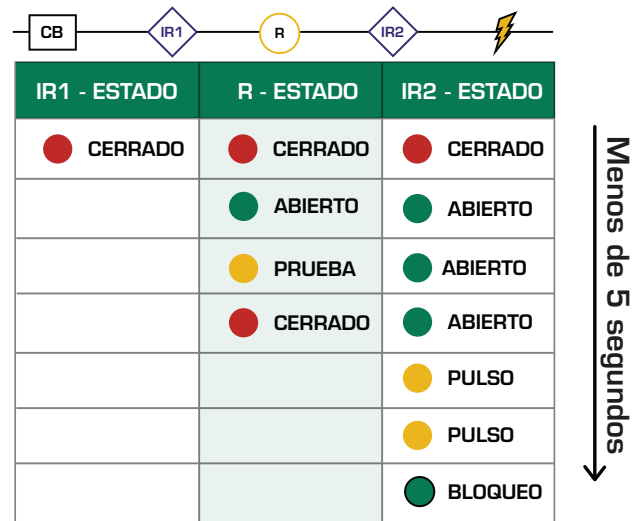 CB IR1 R IR2
IR1 - ESTADO R - ESTADO IR2 - ESTADO
CERRADO CERRADO CERRADO
ABIERTO ABIERTO
PRUEBA ABIERTO
CERRADO ABIERTO
PULSO
PULSO
BLOQUEO
Menos de 5 segundos